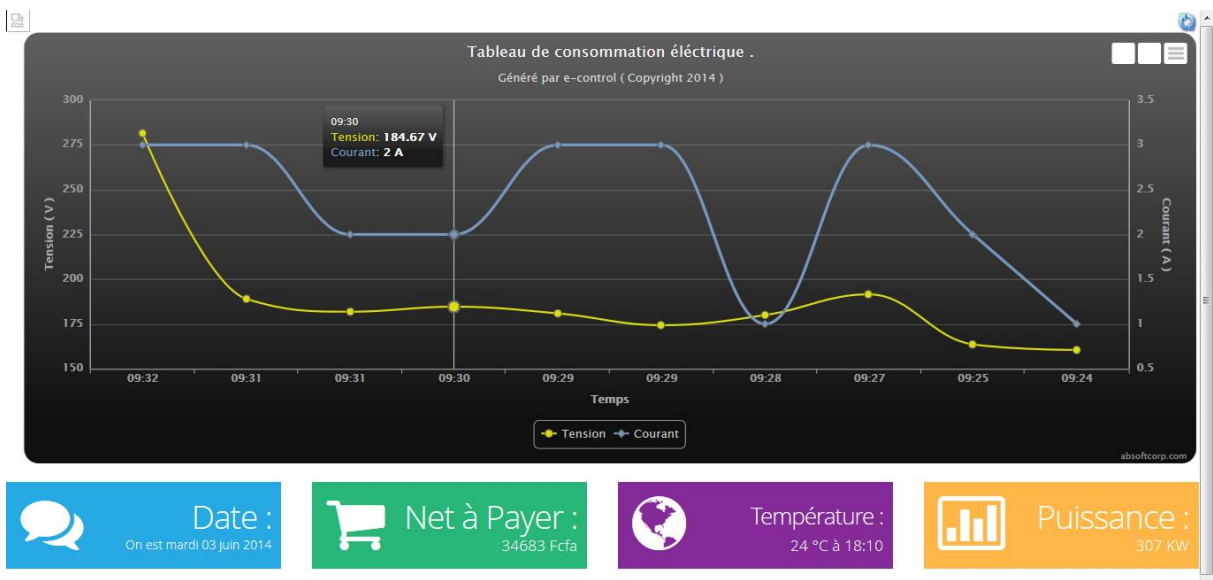 Tableau de consommation éléctrique .
Généré par e-control ( Copyright 2014 )
300
275
250
225
200
175
150
Tension ( V )
3.5
3
2.5
2
1.5
1
0.5
Courant ( A )
09:30
Tension: 184.67 V
Courant: 2 A
09:32 09:31 09:31 09:30 09:29 09:29 09:28 09:27 09:25 09:24
Temps
Tension Courant
absoftcorp.com
Date :
On est mardi 03 juin 2014
Net à Payer :
34683 Fcfa
Température :
24 °C à 18:10
Puissance :
307 KW